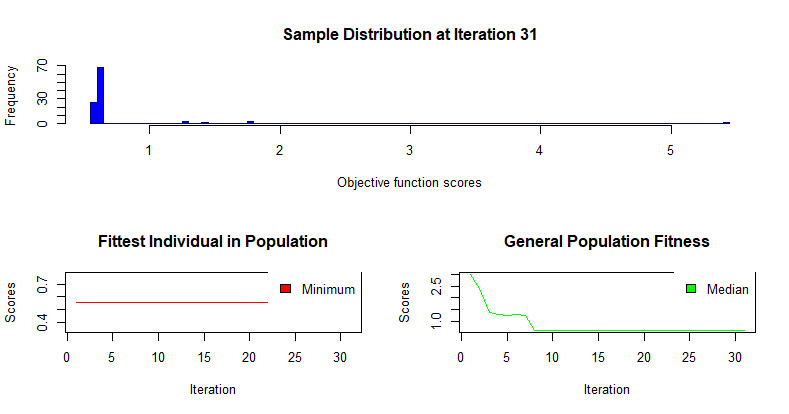 Sample Distribution at Iteration 31
Frequency
0 30 70
1 2 3 4 5
Objective function scores
Fittest Individual in Population
Scores
0.4 0.7
Minimum
0 5 10 15 20 25 30
Iteration
General Population Fitness
Scores
1.0 2.5
Median
0 5 10 15 20 25 30
Iteration